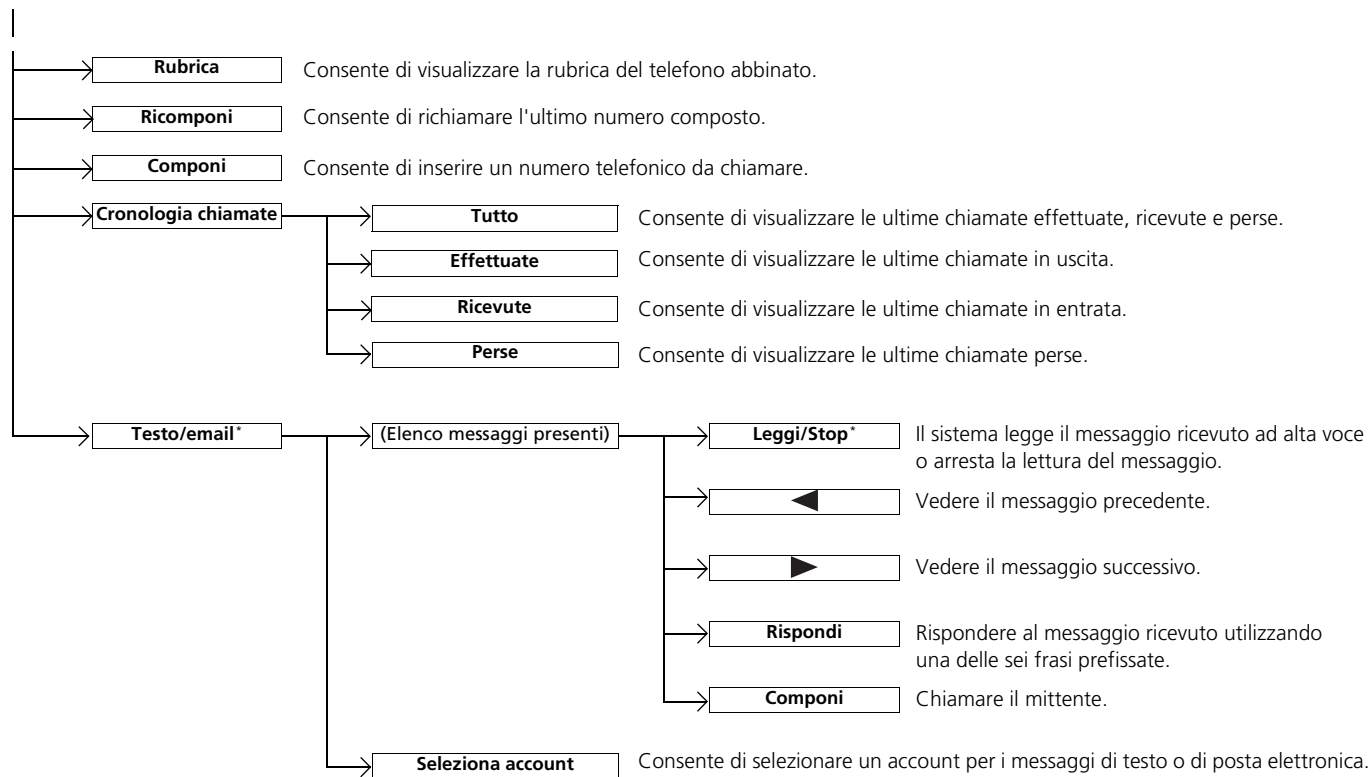 Rubrica Consente di visualizzare la rubrica del telefono abbinato.
Ricomponi Consente di richiamare l'ultimo numero composto.
Componi Consente di inserire un numero telefonico da chiamare.
Cronologia chiamate Tutto Consente di visualizzare le ultime chiamate effettuate, ricevute e perse.
Effettuate Consente di visualizzare le ultime chiamate in uscita.
Ricevute Consente di visualizzare le ultime chiamate in entrata.
Perse Consente di visualizzare le ultime chiamate perse.
Testo/email* (Elenco messaggi presenti) Leggi/Stop* Il sistema legge il messaggio ricevuto ad alta voce
o arresta la lettura del messaggio.
Vedere il messaggio precedente.
Vedere il messaggio successivo.
Rispondi Rispondere al messaggio ricevuto utilizzando
una delle sei frasi prefissate.
Componi Chiamare il mittente.
Seleziona account Consente di selezionare un account per i messaggi di testo o di posta elettronica.